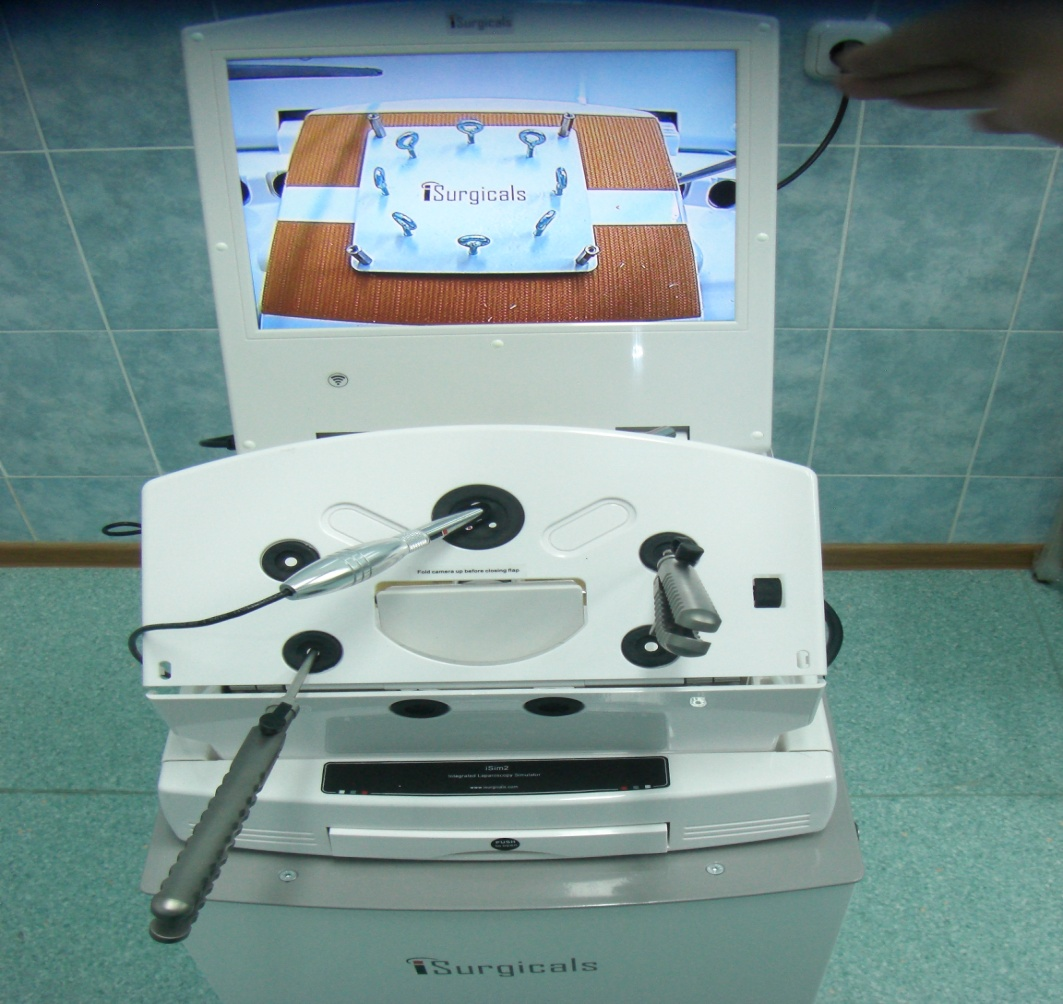 iSurgicals
iSurgicals
Fold camera up before closing flap
iSim2
Integrated Laparoscopy Simulator
www.isurgicals.com
PUSH
iSurgicals